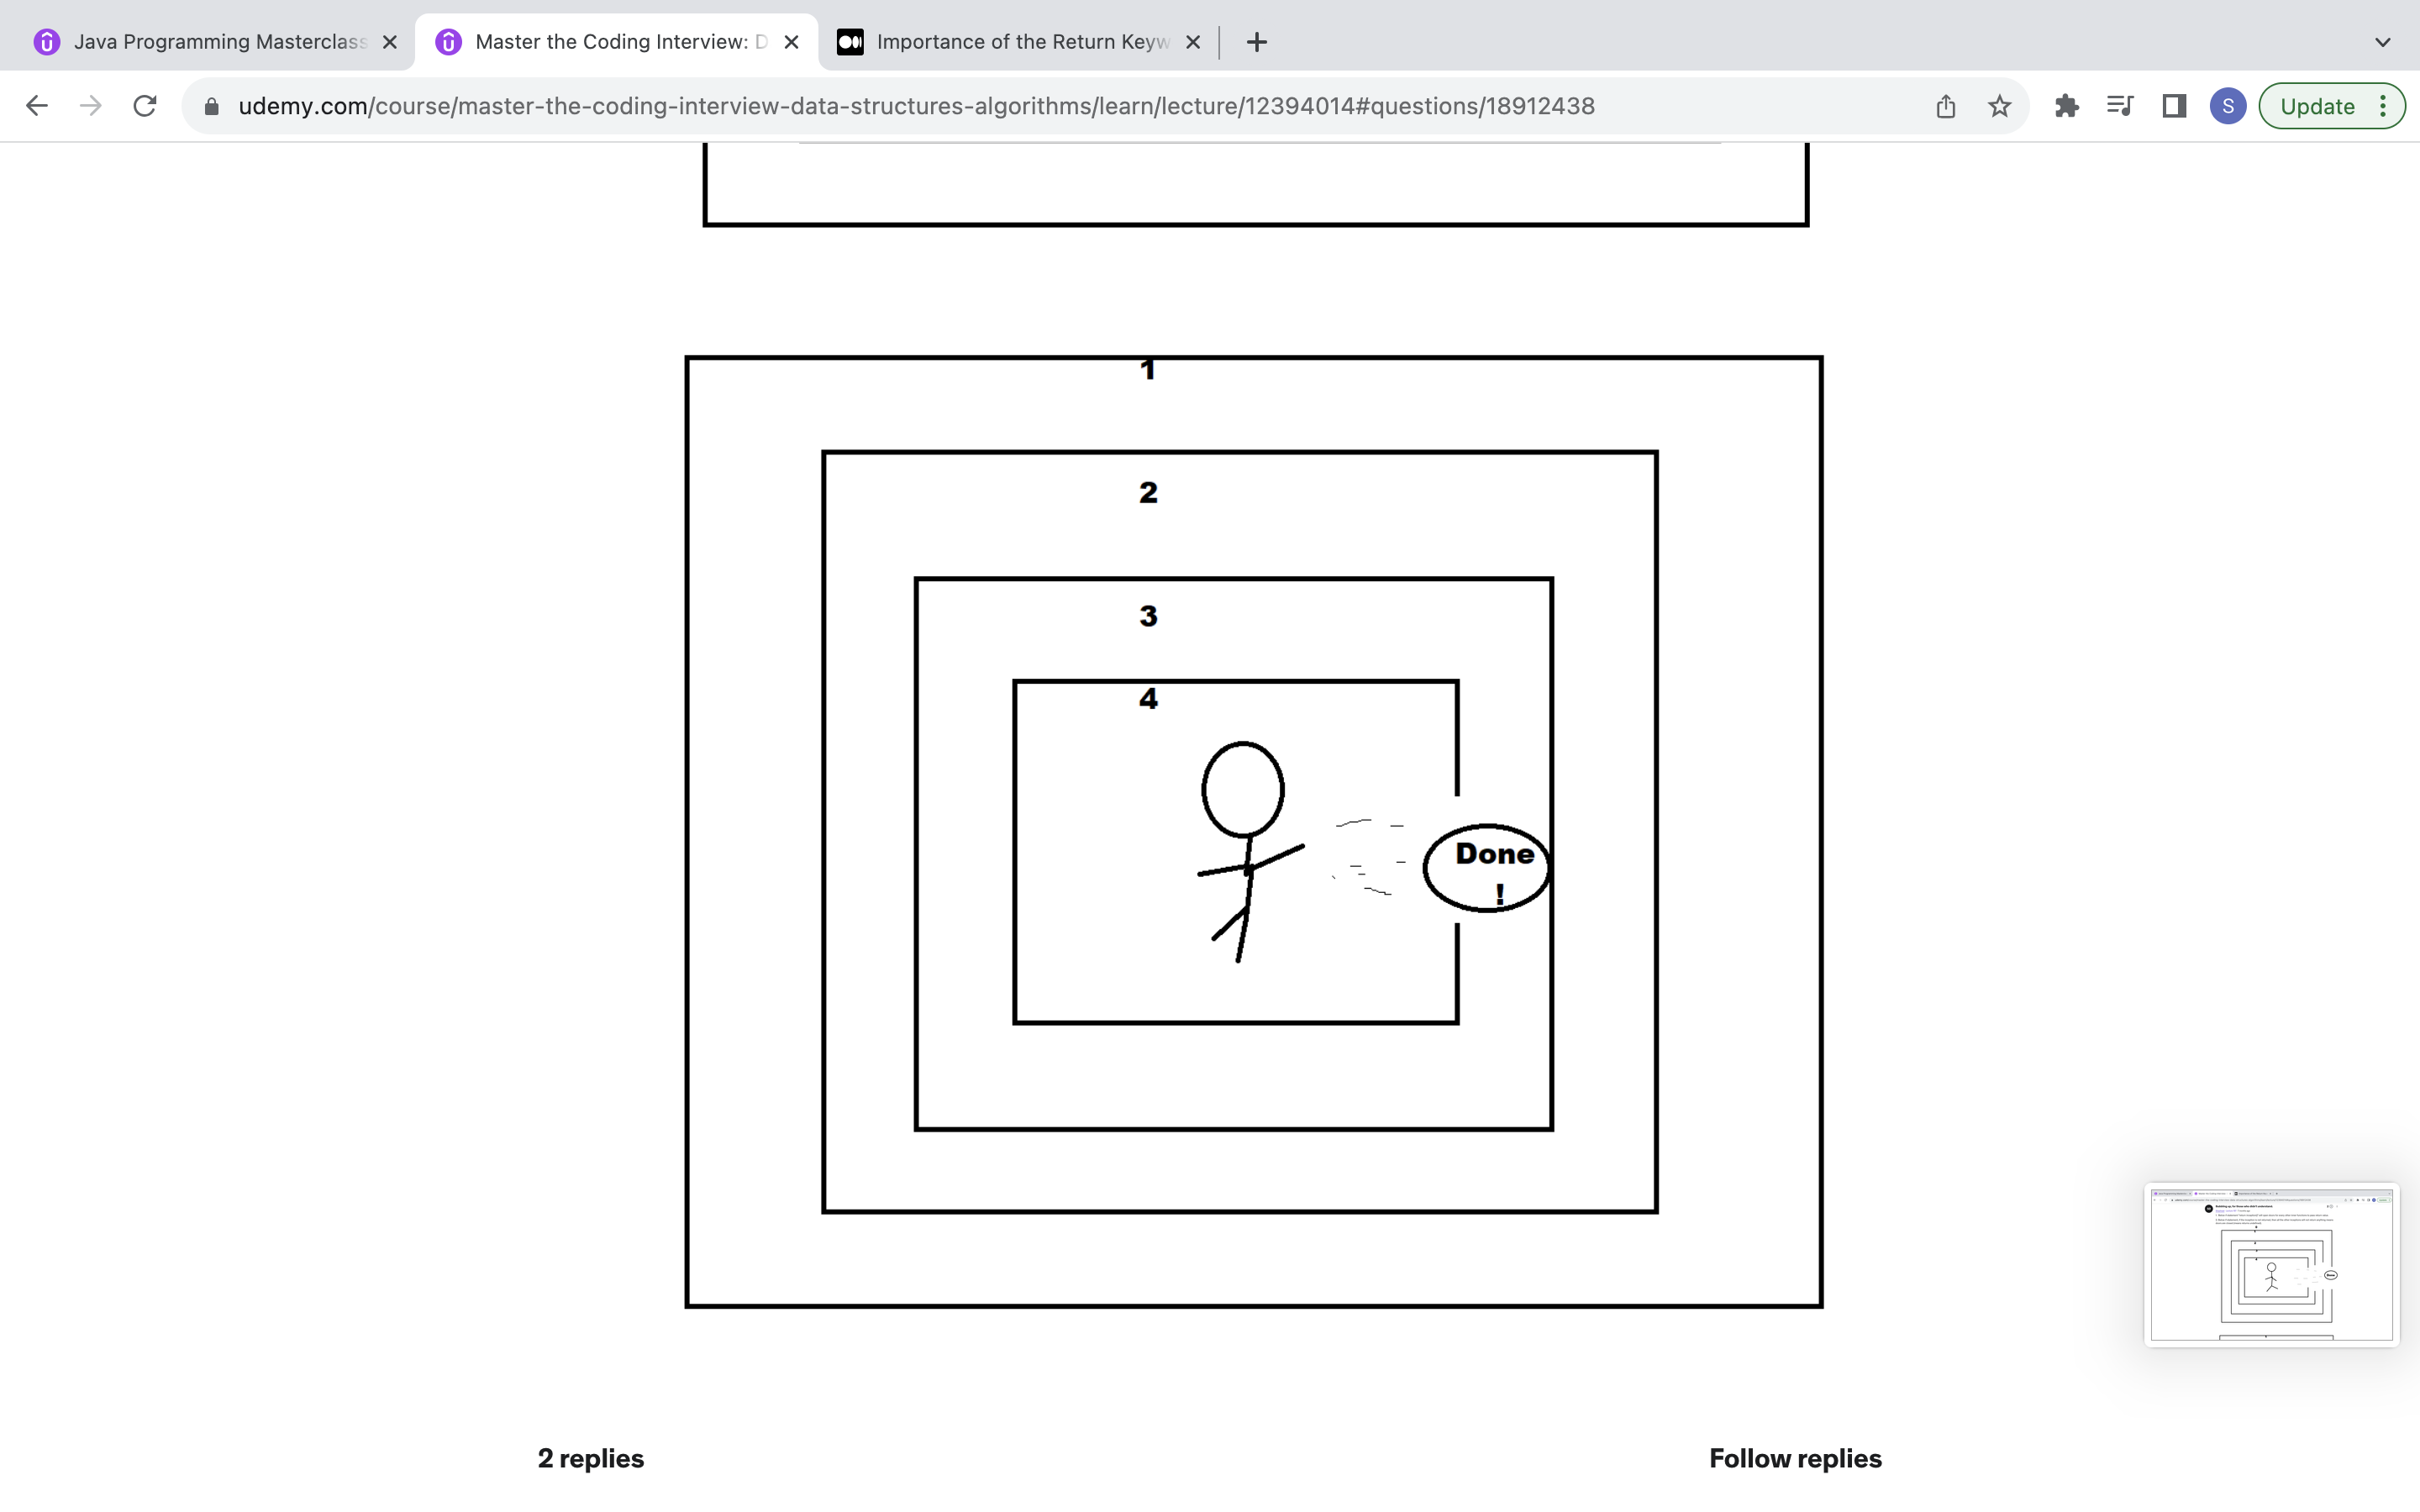 Java Programming Masterclass
Master the Coding Interview: D
Importance of the Return Keyw
udemy.com/course/master-the-coding-interview-data-structures-algorithms/learn/lecture/12394014#questions/18912438
S
Update
1
2
3
4
Done
!
2 replies
Follow replies